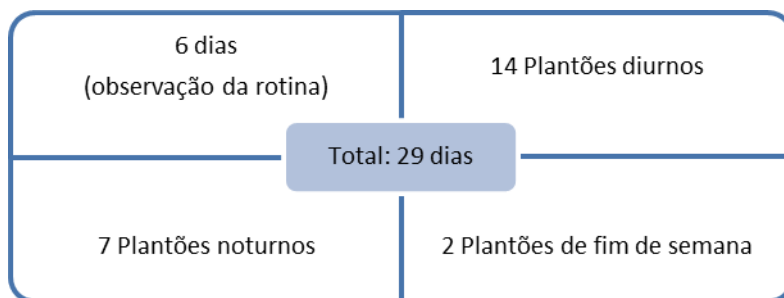 6 dias
(observação da rotina)
14 Plantões diurnos
Total: 29 dias
7 Plantões noturnos
2 Plantões de fim de semana